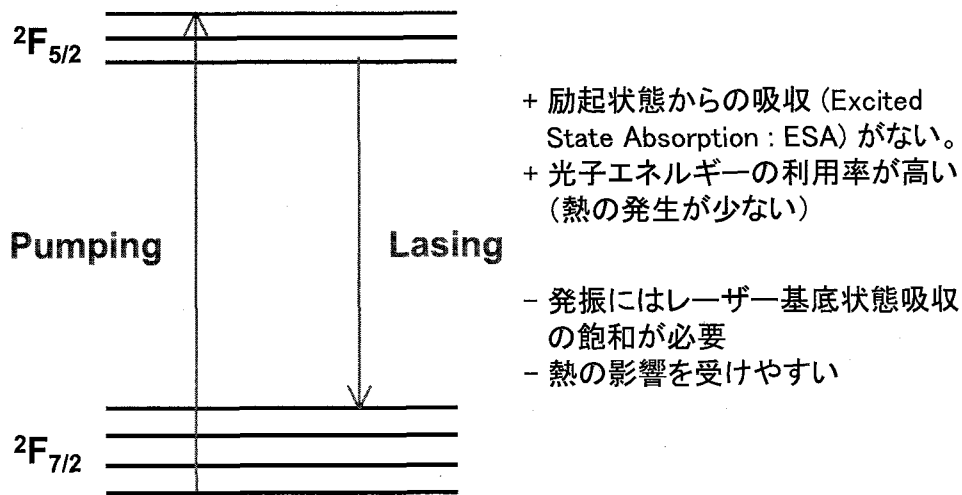 ²F₅/₂
Pumping
Lasing
²F₇/₂
+ 励起状態からの吸収 (Excited
State Absorption : ESA) がない。
+ 光子エネルギーの利用率が高い
(熱の発生が少ない)
- 発振にはレーザー基底状態吸収
の飽和が必要
- 熱の影響を受けやすい